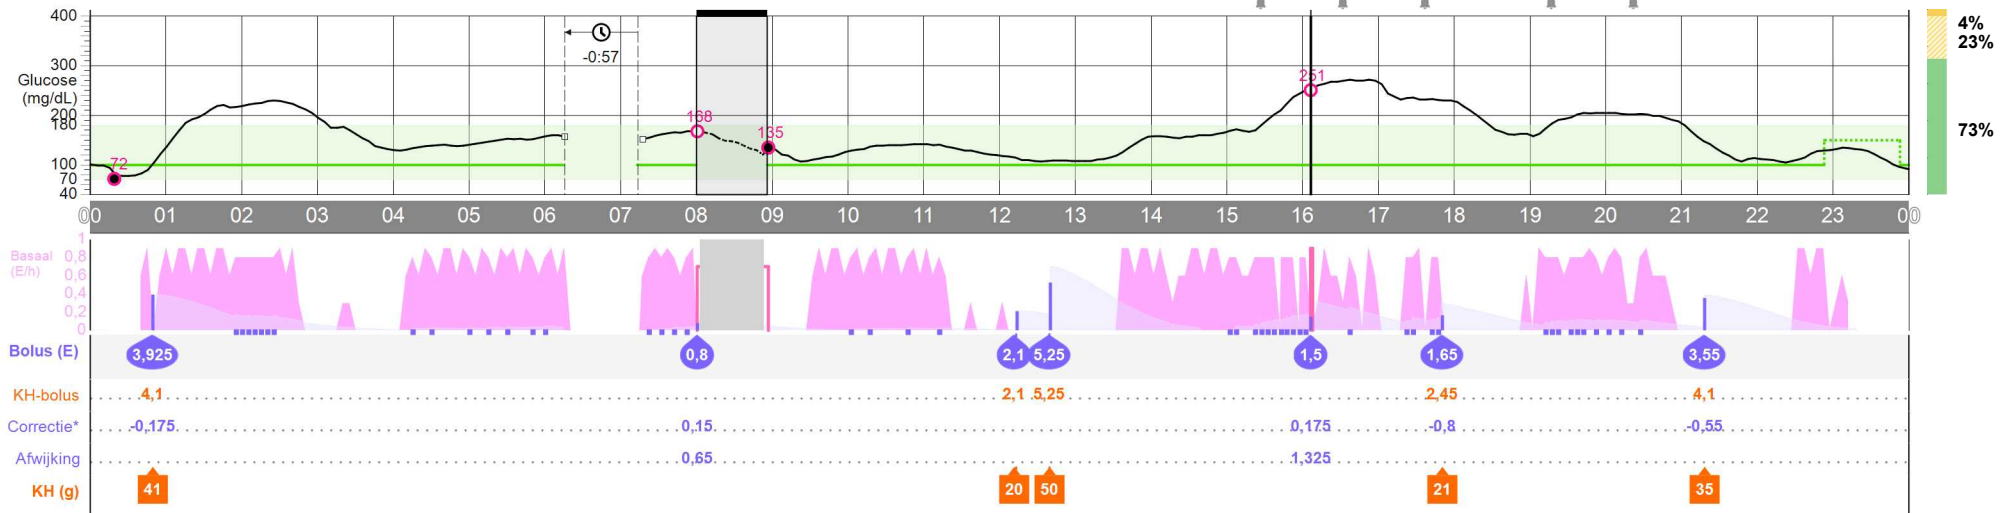 400
300
Glucose
(mg/dL)
200
180
100
70
40
-0:57
72
168
135
251
4%
23%
73%
00 01 02 03 04 05 06 07 08 09 10 11 12 13 14 15 16 17 18 19 20 21 22 23 00
Basaal
(E/h)
1
0,8
0,6
0,4
0,2
0
Bolus (E) 3,925 0,8 2,1 5,25 1,5 1,65 3,55
KH-bolus 4,1 2,1 5,25 2,45 4,1
Correctie* -0,175 0,15 0,175 -0,8 -0,55
Afwijking 0,65 1,325
KH (g) 41 20 50 21 35